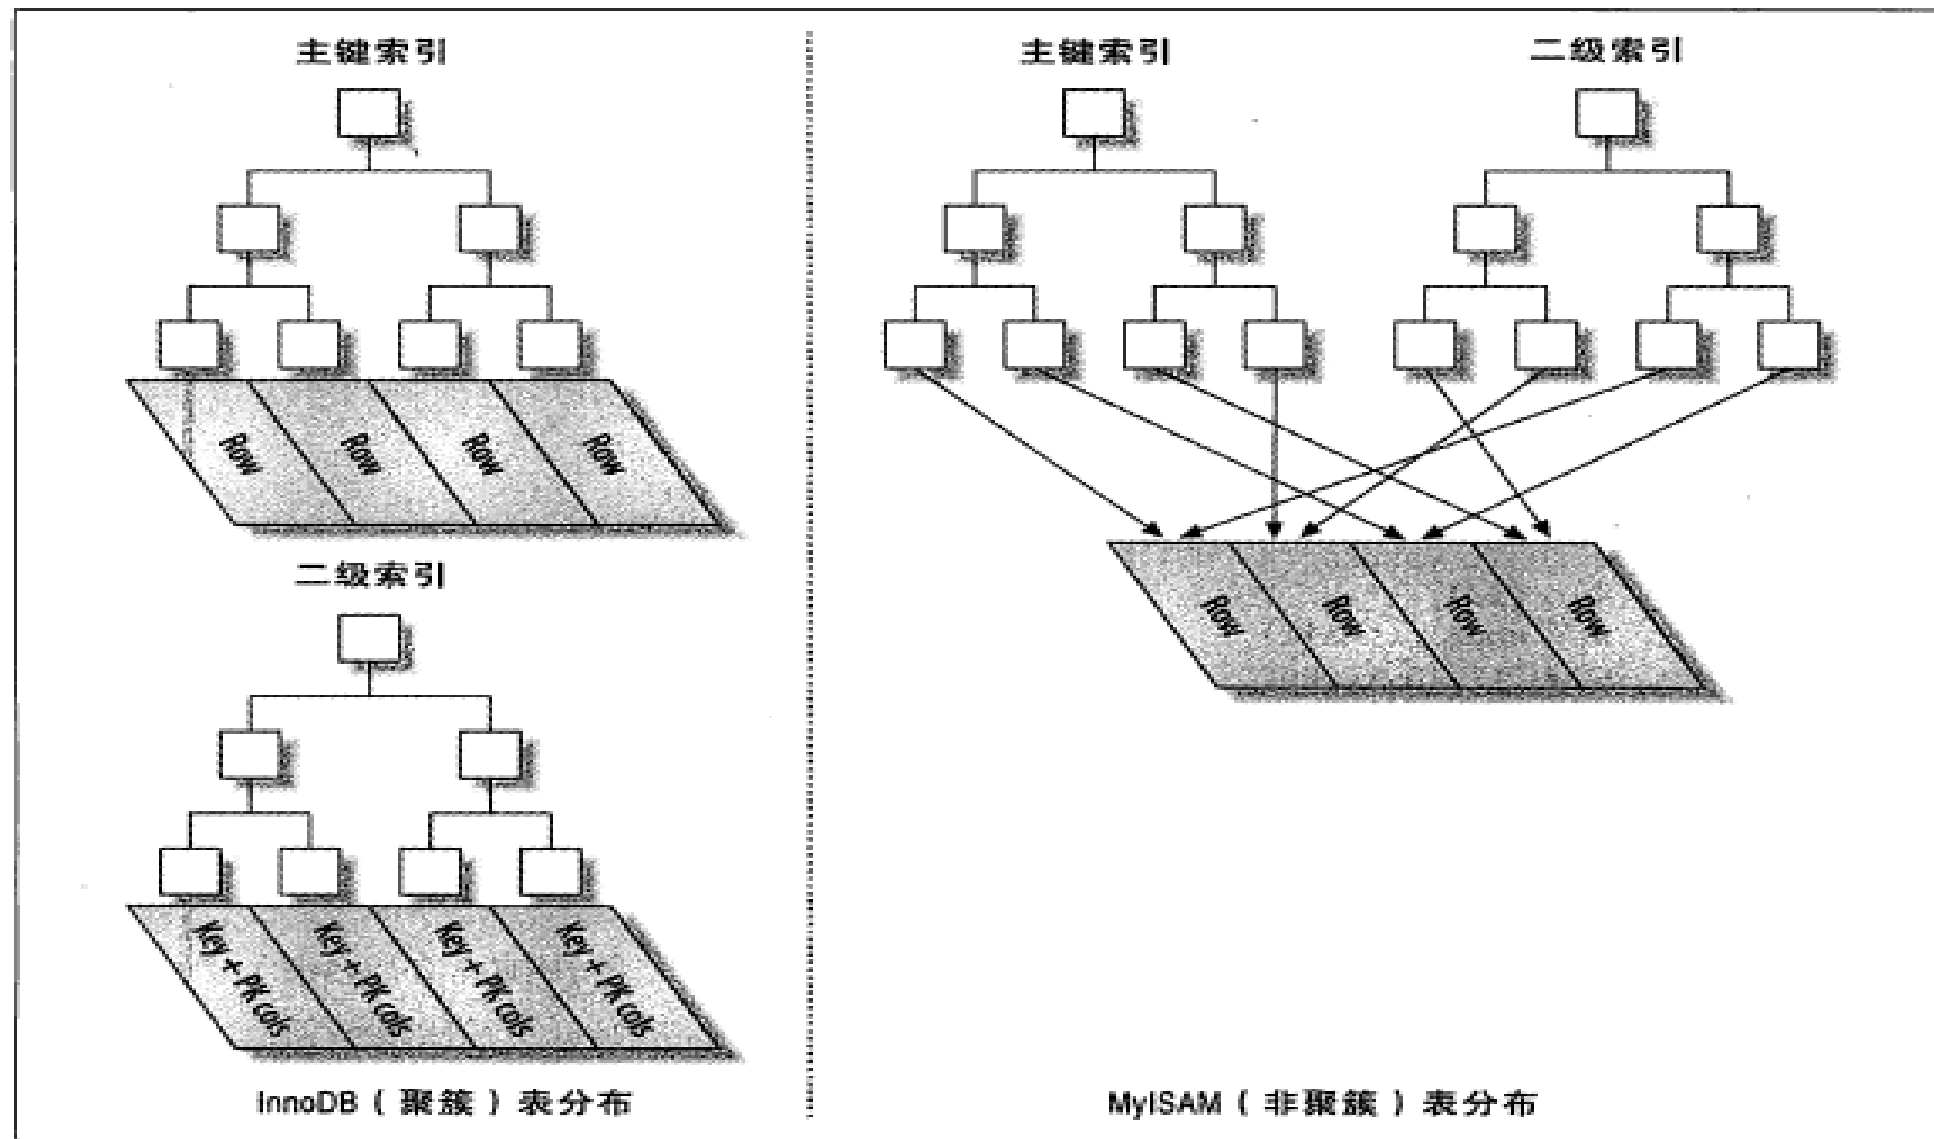 主键索引
Row
Row
Row
Row
二级索引
Key + PK cols
Key + PK cols
Key + PK cols
Key + PK cols
InnoDB（聚簇）表分布
主键索引
二级索引
Row
Row
Row
Row
MyISAM（非聚簇）表分布